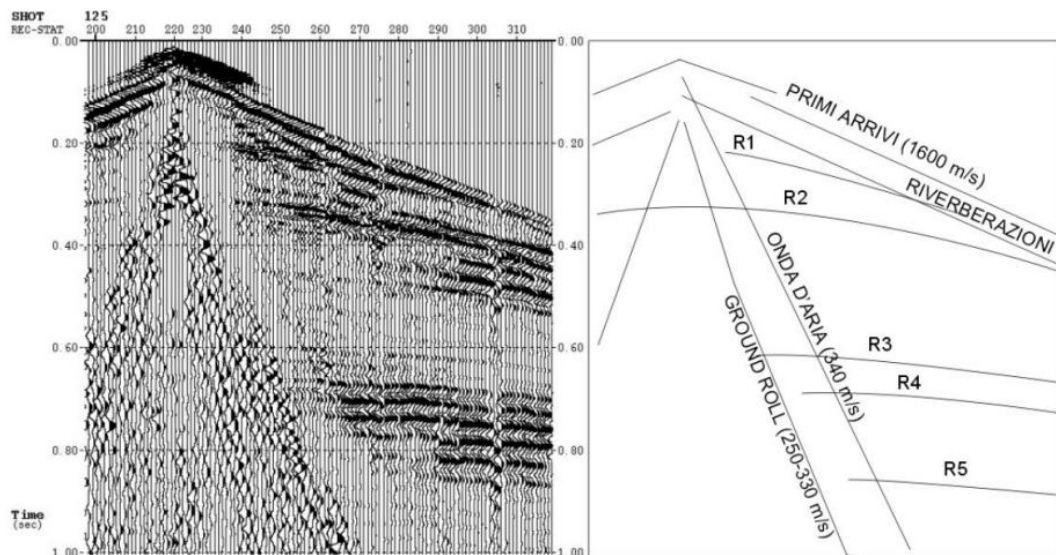 SHOT 125
REC-STAT 200 210 220 230 240 250 260 270 280 290 300 310
0.00 0.00
0.20 0.20
0.40 0.40
0.60 0.60
0.80 0.80
1.00 1.00
Time
(sec)
PRIMI ARRIVI (1600 m/s)
R1
RIVERBERAZIONI
R2
ONDA D'ARIA (340 m/s)
GROUND ROLL (250-330 m/s)
R3
R4
R5